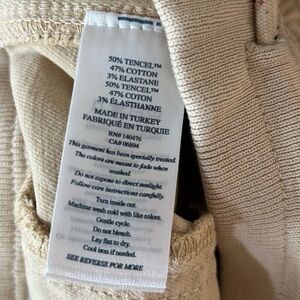 50% TENCEL™
47% COTTON
3% ELASTANE
50% TENCEL™
47% COTON
3% ÉLASTHANNE
MADE IN TURKEY
FABRIQUÉ EN TURQUIE
RN# 140476
CA# 06894
This garment has been specially treated.
The colors are meant to fade when
washed.
Do not expose to direct sunlight.
Follow care instructions carefully.
Turn inside out.
Machine wash cold with like colors.
Gentle cycle.
Do not bleach.
Lay flat to dry.
Cool iron if needed.
SEE REVERSE FOR MORE